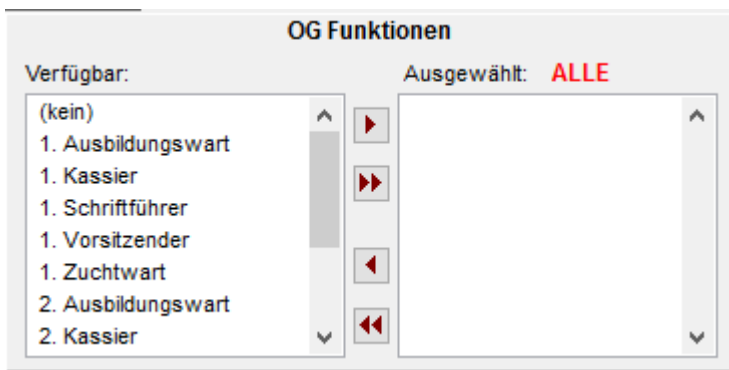 OG Funktionen
Verfügbar:
Ausgewählt: ALLE
(kein)
1. Ausbildungswart
1. Kassier
1. Schriftführer
1. Vorsitzender
1. Zuchtwart
2. Ausbildungswart
2. Kassier